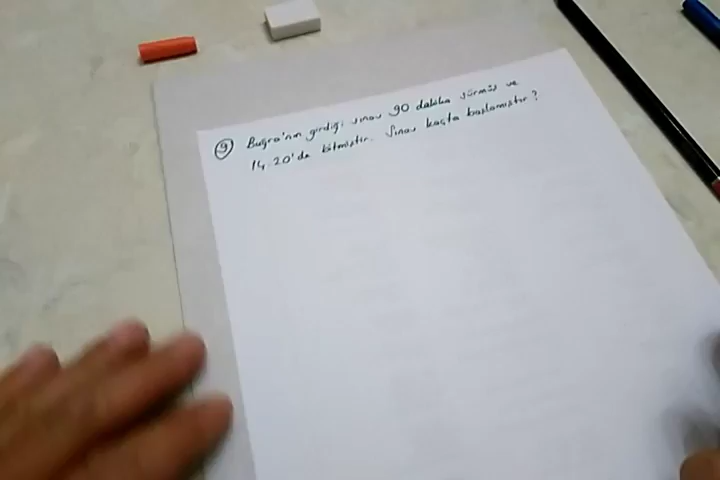 9 Buğra'nın girdiği sınav 90 dakika sürmüş ve
14.20'de bitmiştir. Sınav kaçta başlamıştır?